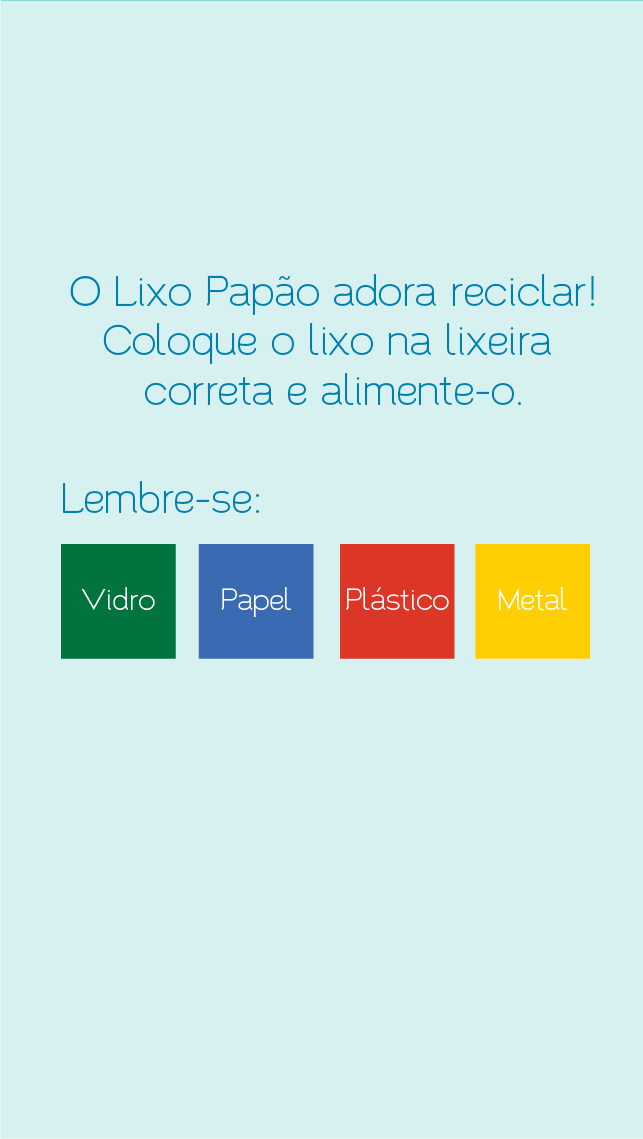 O Lixo Papão adora reciclar!
Coloque o lixo na lixeira
correta e alimente-o.
Lembre-se:
Vidro Papel Plástico Metal